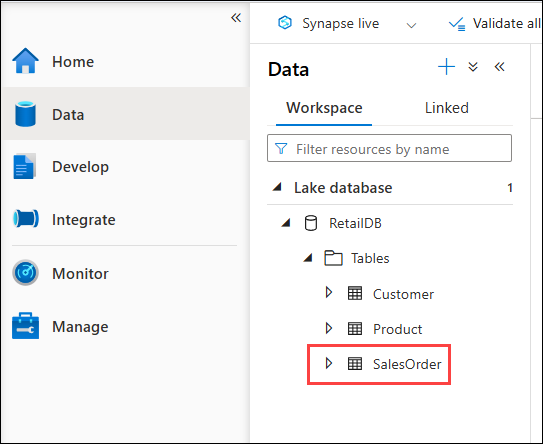 Home
Data
Develop
Integrate
Monitor
Manage
Synapse live
Validate all
Data
Workspace
Linked
Filter resources by name
Lake database 1
RetailDB
Tables
Customer
Product
SalesOrder